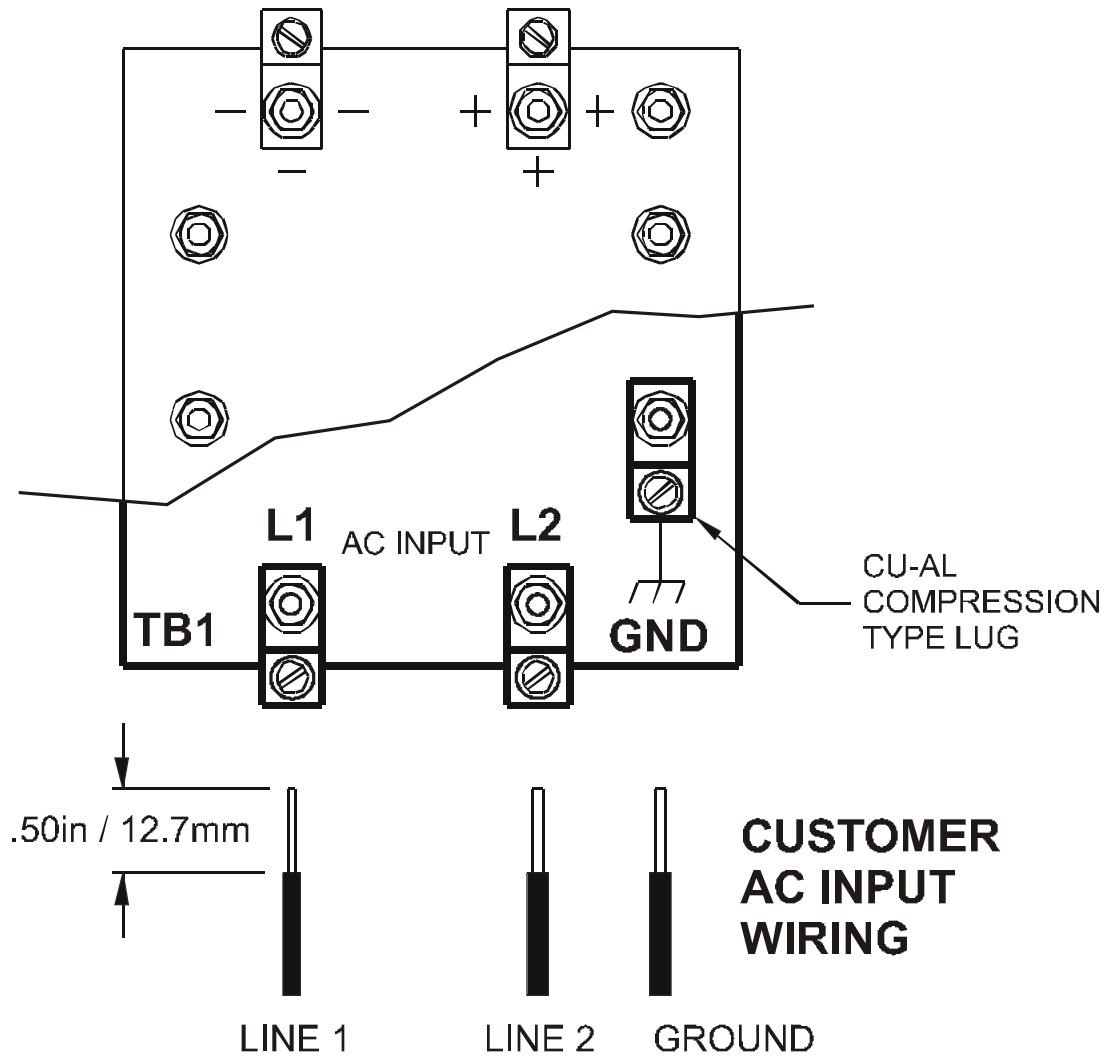 − − + +
− +
L1 AC INPUT L2
TB1
GND
CU-AL
COMPRESSION
TYPE LUG
.50in / 12.7mm
CUSTOMER
AC INPUT
WIRING
LINE 1 LINE 2 GROUND